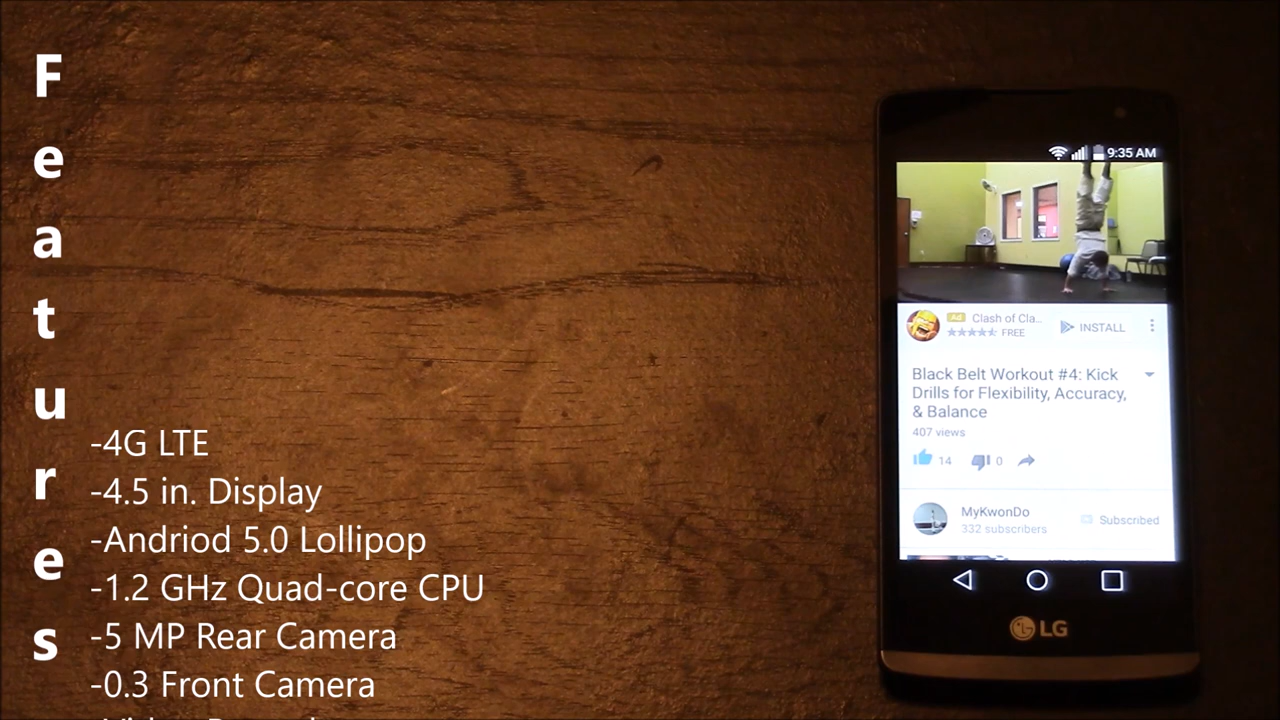 Features
-4G LTE
-4.5 in. Display
-Andriod 5.0 Lollipop
-1.2 GHz Quad-core CPU
-5 MP Rear Camera
-0.3 Front Camera
9:35 AM
Ad Clash of Cla..
FREE
INSTALL
Black Belt Workout #4: Kick
Drills for Flexibility, Accuracy,
& Balance
407 views
14 0
MyKwonDo
332 subscribers
Subscribed
LG